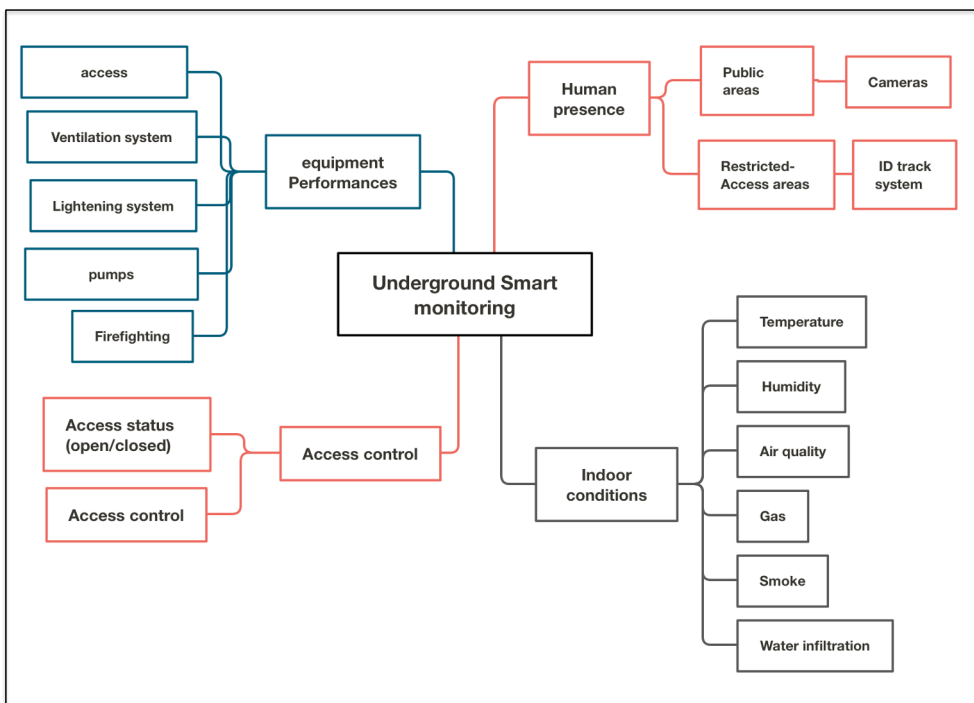 access
Ventilation system
Lightening system
pumps
Firefighting
equipment
Performances
Human
presence
Public
areas
Cameras
Restricted-
Access areas
ID track
system
Underground Smart
monitoring
Access status
(open/closed)
Access control
Access control
Indoor
conditions
Temperature
Humidity
Air quality
Gas
Smoke
Water infiltration